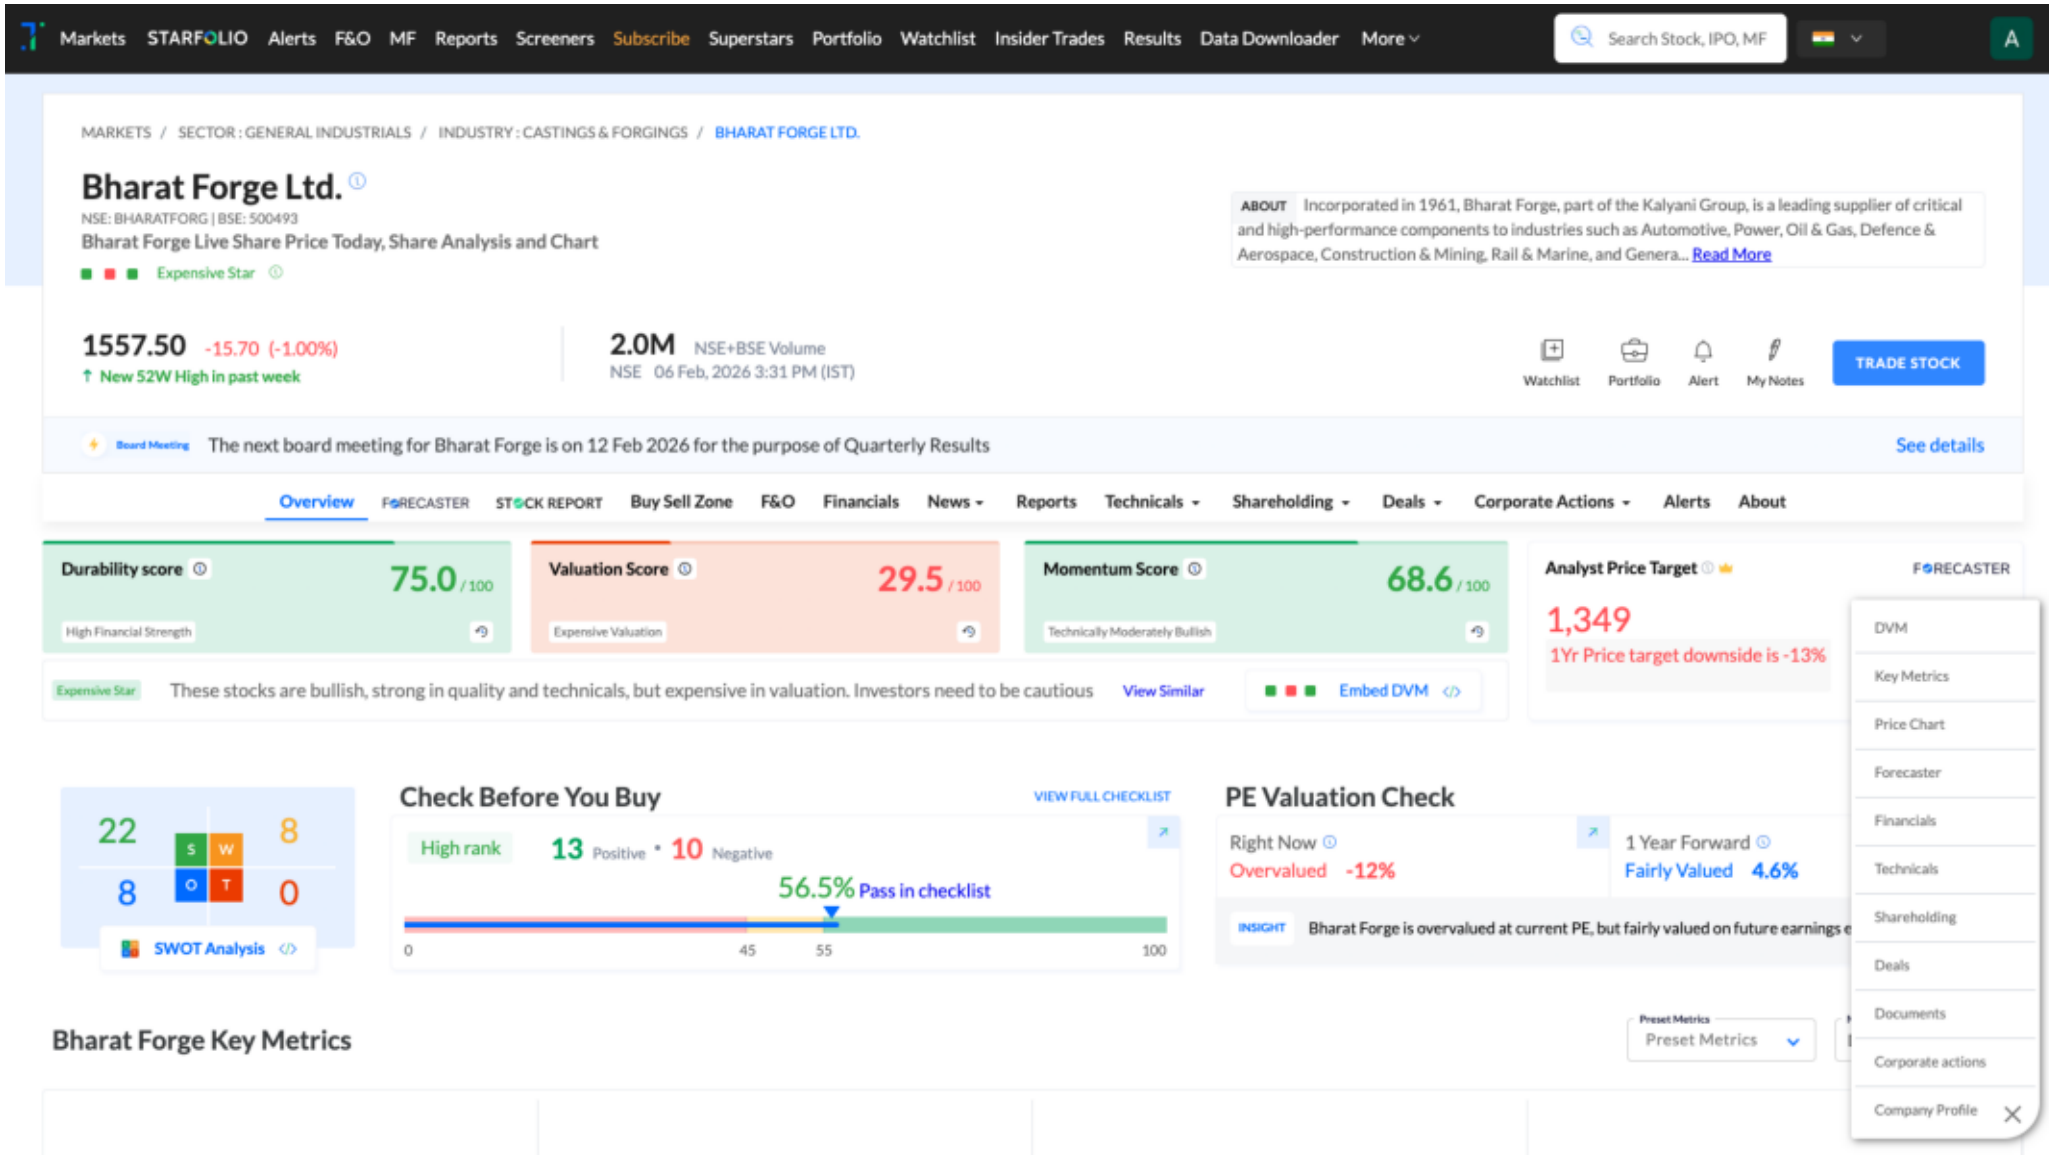 Markets STARFOLIO Alerts F&O MF Reports Screeners Subscribe Superstars Portfolio Watchlist Insider Trades Results Data Downloader More
Search Stock, IPO, MF
A
MARKETS / SECTOR : GENERAL INDUSTRIALS / INDUSTRY : CASTINGS & FORGINGS / BHARAT FORGE LTD.
Bharat Forge Ltd.
NSE: BHARATFORG | BSE: 500493
Bharat Forge Live Share Price Today, Share Analysis and Chart
Expensive Star
ABOUT Incorporated in 1961, Bharat Forge, part of the Kalyani Group, is a leading supplier of critical
and high-performance components to industries such as Automotive, Power, Oil & Gas, Defence &
Aerospace, Construction & Mining, Rail & Marine, and Genera... Read More
1557.50 -15.70 (-1.00%)
↑ New 52W High in past week
2.0M NSE+BSE Volume
NSE 06 Feb, 2026 3:31 PM (IST)
Watchlist Portfolio Alert My Notes
TRADE STOCK
Board Meeting The next board meeting for Bharat Forge is on 12 Feb 2026 for the purpose of Quarterly Results See details
Overview FORECASTER STOCK REPORT Buy Sell Zone F&O Financials News Reports Technicals Shareholding Deals Corporate Actions Alerts About
Durability score 75.0 / 100
High Financial Strength
Valuation Score 29.5 / 100
Expensive Valuation
Momentum Score 68.6 / 100
Technically Moderately Bullish
Analyst Price Target FORECASTER
1,349
1Yr Price target downside is -13%
Expensive Star These stocks are bullish, strong in quality and technicals, but expensive in valuation. Investors need to be cautious View Similar
Embed DVM </>
22 8
S W
O T
8 0
SWOT Analysis </>
Check Before You Buy VIEW FULL CHECKLIST
High rank 13 Positive • 10 Negative
56.5% Pass in checklist
0 45 55 100
PE Valuation Check
Right Now
Overvalued -12%
1 Year Forward
Fairly Valued 4.6%
INSIGHT Bharat Forge is overvalued at current PE, but fairly valued on future earnings e
Bharat Forge Key Metrics
Preset Metrics
Preset Metrics
DVM
Key Metrics
Price Chart
Forecaster
Financials
Technicals
Shareholding
Deals
Documents
Corporate actions
Company Profile